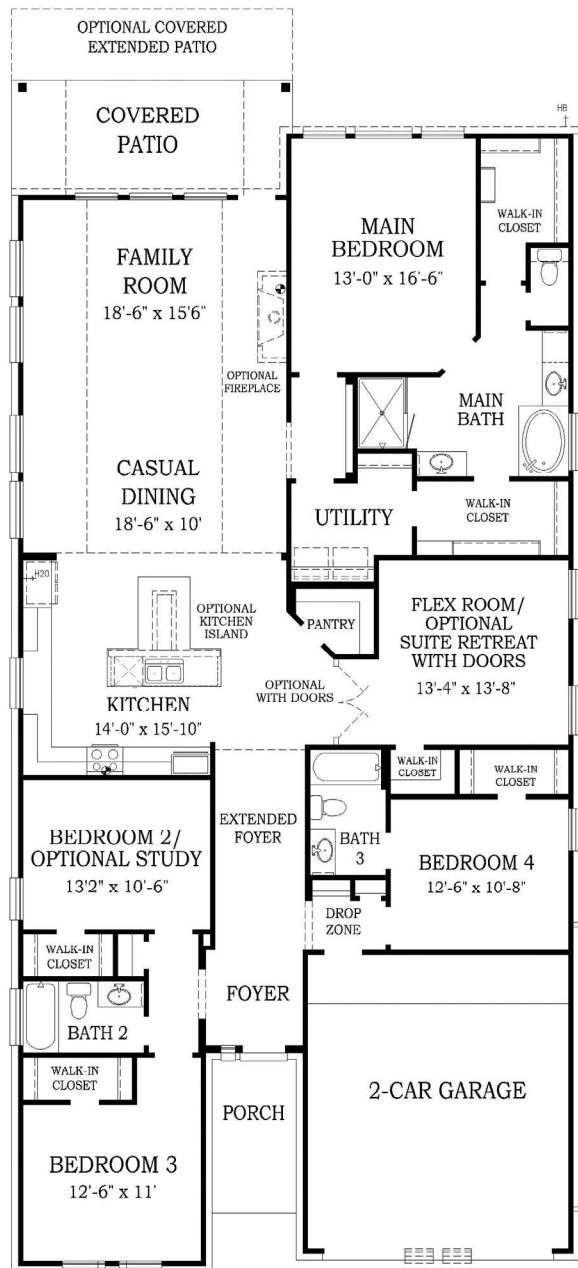 OPTIONAL COVERED
EXTENDED PATIO
COVERED
PATIO
HB
WALK-IN
CLOSET
MAIN
BEDROOM
13'-0" x 16'-6"
FAMILY
ROOM
18'-6" x 15'6"
OPTIONAL
FIREPLACE
MAIN
BATH
CASUAL
DINING
18'-6" x 10'
UTILITY
WALK-IN
CLOSET
H20
OPTIONAL
KITCHEN
ISLAND
PANTRY
FLEX ROOM/
OPTIONAL
SUITE RETREAT
WITH DOORS
13'-4" x 13'-8"
OPTIONAL
WITH DOORS
KITCHEN
14'-0" x 15'-10"
WALK-IN
CLOSET
WALK-IN
CLOSET
EXTENDED
FOYER
BATH
3
BEDROOM 2/
OPTIONAL STUDY
13'2" x 10'-6"
BEDROOM 4
12'-6" x 10'-8"
DROP
ZONE
WALK-IN
CLOSET
FOYER
BATH 2
WALK-IN
CLOSET
PORCH
2-CAR GARAGE
BEDROOM 3
12'-6" x 11'